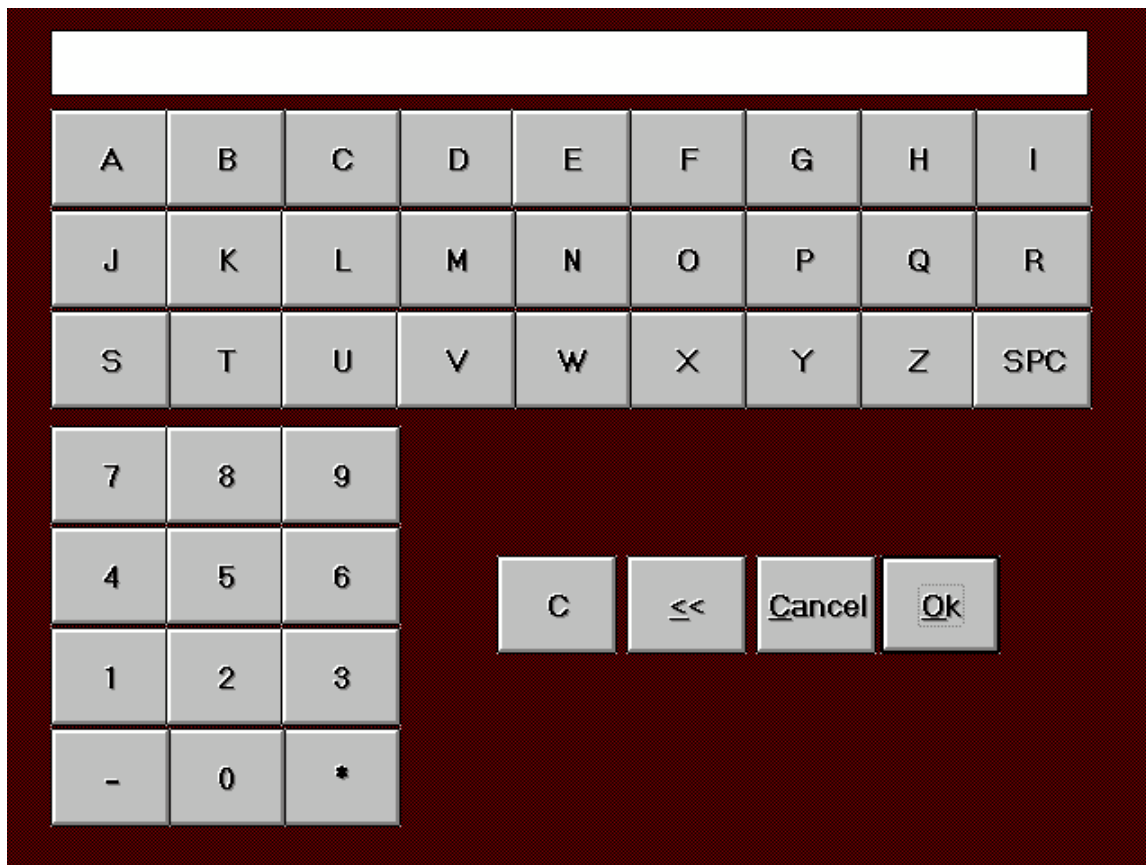 A B C D E F G H I
J K L M N O P Q R
S T U V W X Y Z SPC
7 8 9
4 5 6
C << Cancel Ok
1 2 3
- 0 *